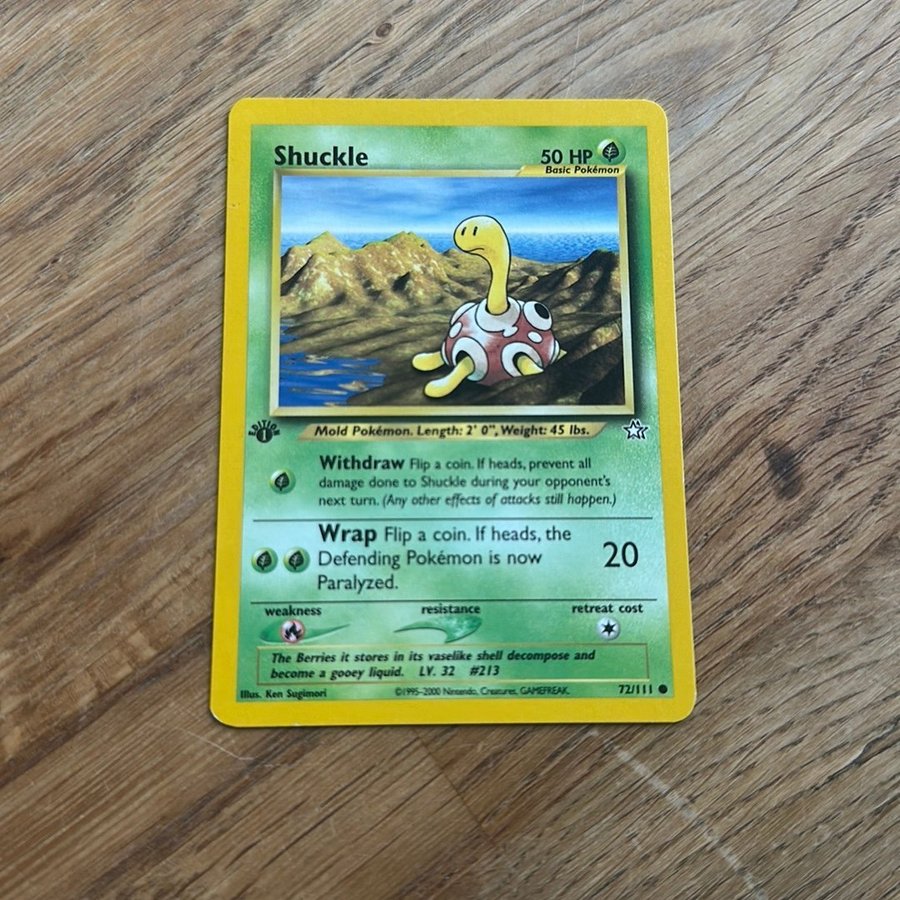 Shuckle
50 HP
Basic Pokémon
EDITION
1
Mold Pokémon. Length: 2' 0", Weight: 45 lbs.
Withdraw Flip a coin. If heads, prevent all
damage done to Shuckle during your opponent's
next turn. (Any other effects of attacks still happen.)
Wrap Flip a coin. If heads, the
Defending Pokémon is now
Paralyzed.
20
weakness
resistance
retreat cost
The Berries it stores in its vaselike shell decompose and
become a gooey liquid. LV. 32 #213
Illus. Ken Sugimori
©1995-2000 Nintendo, Creatures, GAMEFREAK.
72/111